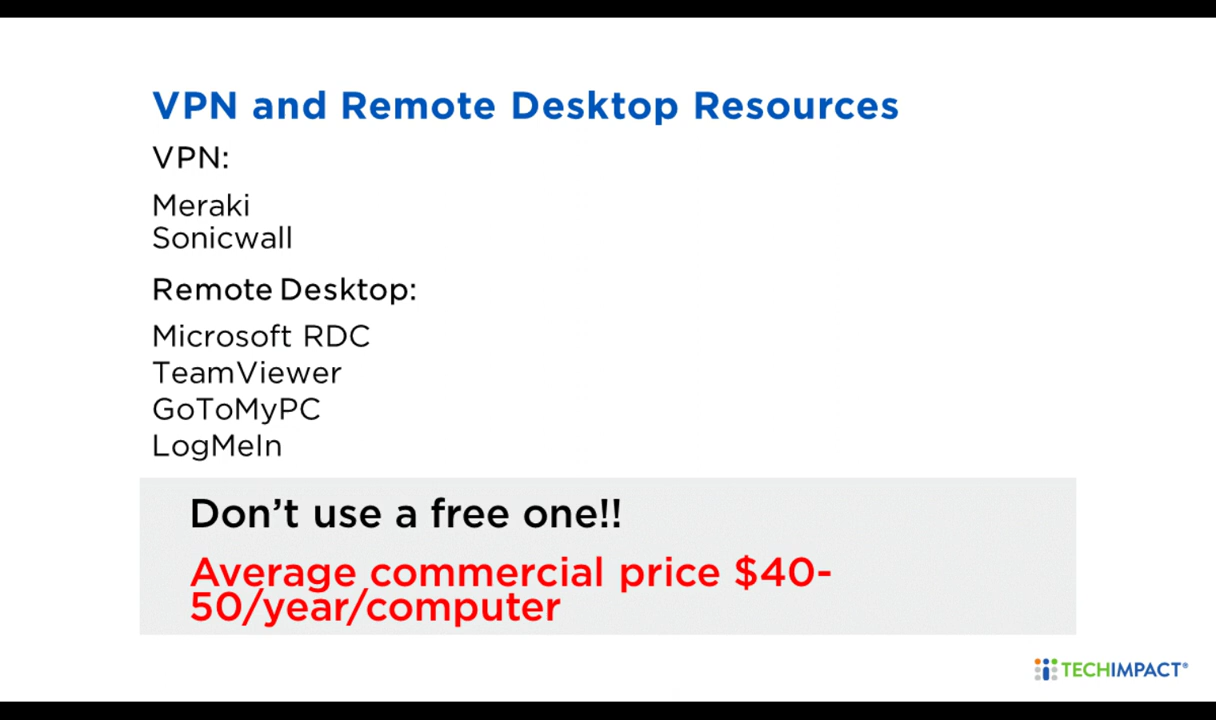 VPN and Remote Desktop Resources
VPN:
Meraki
Sonicwall
Remote Desktop:
Microsoft RDC
TeamViewer
GoToMyPC
LogMeIn
Don’t use a free one!!
Average commercial price $40-
50/year/computer
TECHIMPACT®